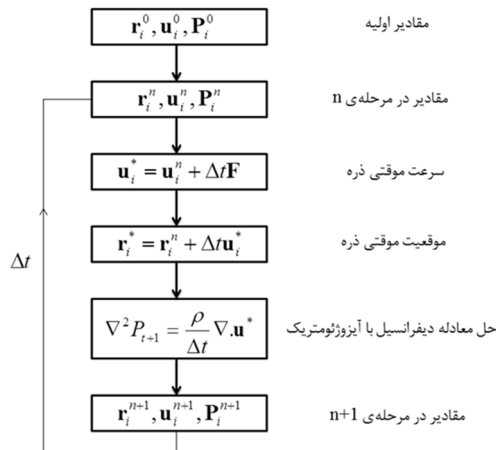 r_i^0, u_i^0, P_i^0
مقادیر اولیه
r_i^n, u_i^n, P_i^n
مقادیر در مرحله‌ی n
u_i^* = u_i^n + ΔtF
سرعت موقتی ذره
r_i^* = r_i^n + Δtu_i^*
موقعیت موقتی ذره
Δt
∇²P_{t+1} = ρ/Δt ∇.u^*
حل معادله دیفرانسیل با آیزوژئومتریک
r_i^{n+1}, u_i^{n+1}, P_i^{n+1}
مقادیر در مرحله‌ی n+1